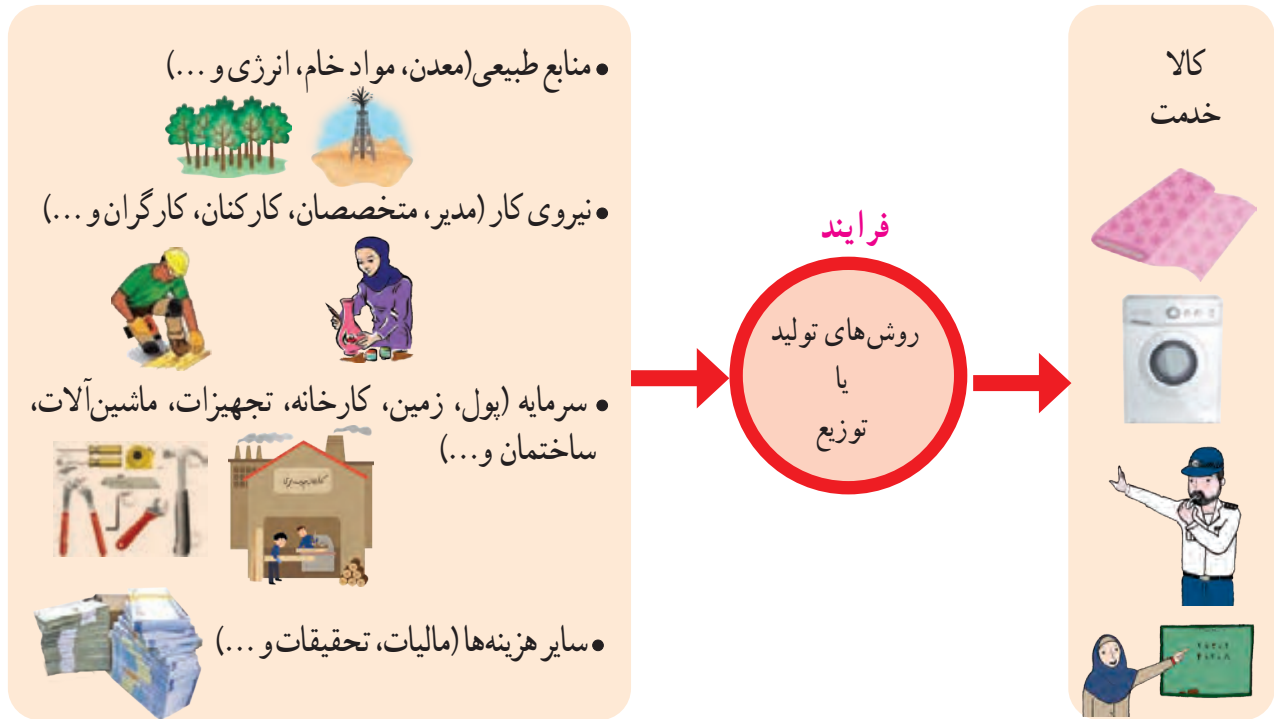 • منابع طبیعی(معدن، مواد خام، انرژی و ...)
• نیروی کار (مدیر، متخصصان، کارکنان، کارگران و ...)
• سرمایه (پول، زمین، کارخانه، تجهیزات، ماشین‌آلات،
ساختمان و...)
• سایر هزینه‌ها (مالیات، تحقیقات و ...)
فرایند
روش‌های تولید
یا
توزیع
کالا
خدمت